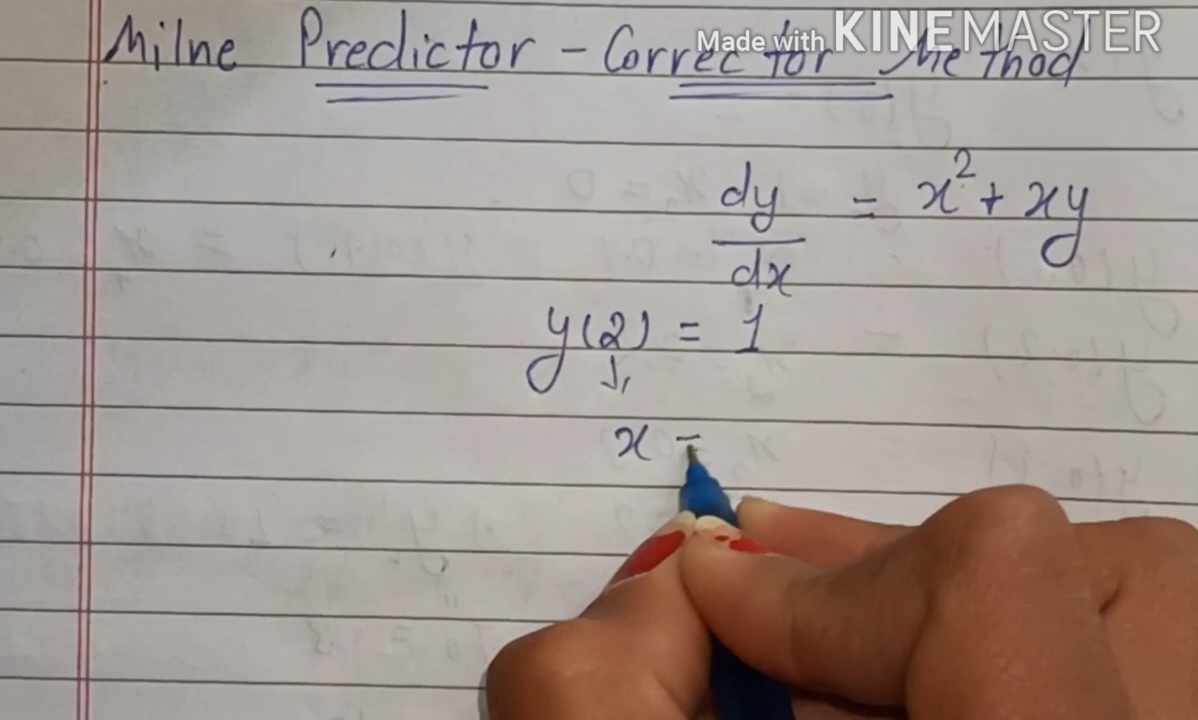 Milne Predictor - Corrector Method
Made with KINEMASTER
dy/dx = x² + xy
y(2) = 1
x =